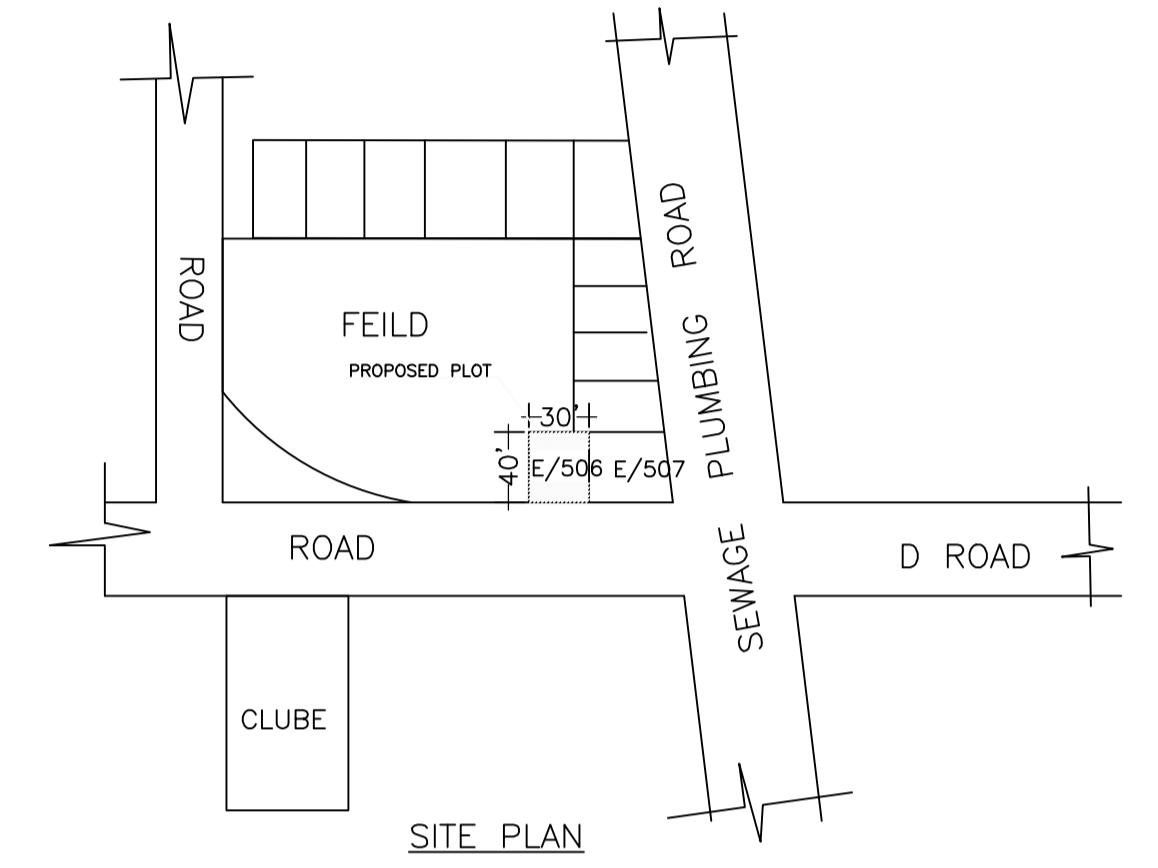 ROAD
FEILD
PROPOSED PLOT
30'
40'
E/506 E/507
SEWAGE PLUMBING ROAD
ROAD
D ROAD
CLUBE
SITE PLAN